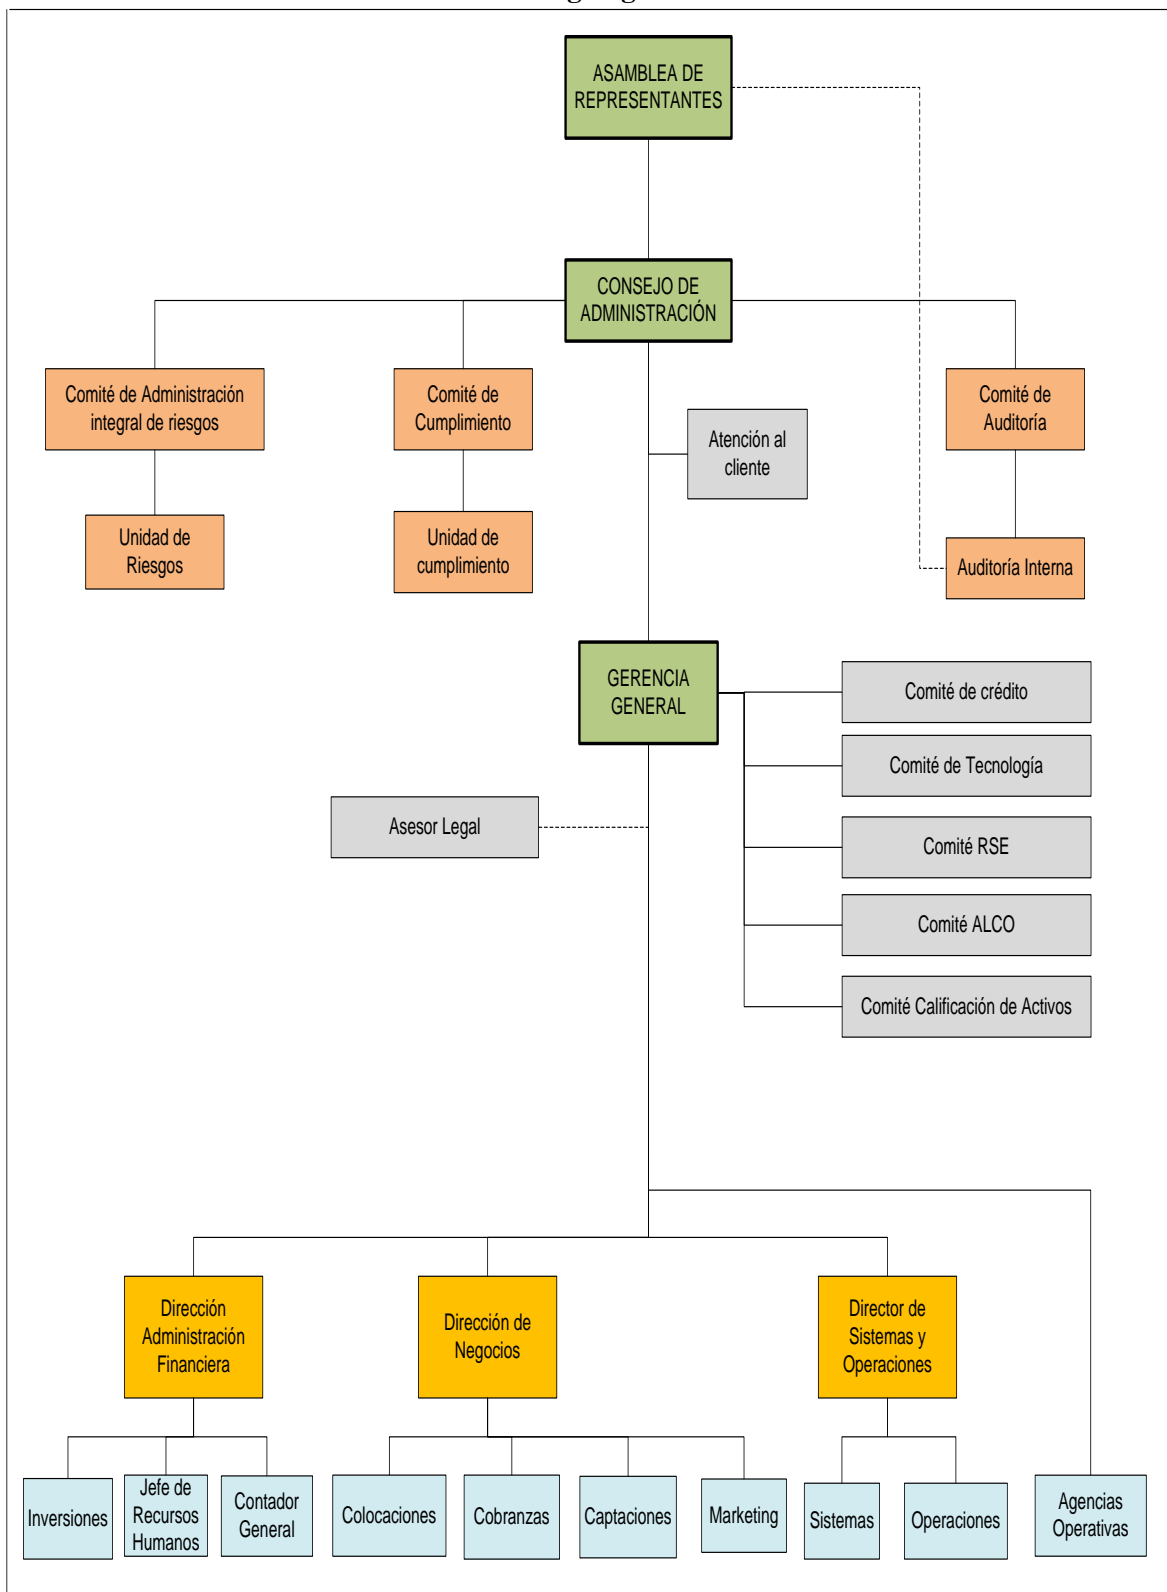 ASAMBLEA DE
REPRESENTANTES
CONSEJO DE
ADMINISTRACIÓN
Comité de Administración
integral de riesgos
Comité de
Cumplimiento
Comité de
Auditoría
Atención al
cliente
Unidad de
Riesgos
Unidad de
cumplimiento
Auditoría Interna
GERENCIA
GENERAL
Comité de crédito
Comité de Tecnología
Asesor Legal
Comité RSE
Comité ALCO
Comité Calificación de Activos
Dirección
Administración
Financiera
Dirección de
Negocios
Director de
Sistemas y
Operaciones
Inversiones
Jefe de
Recursos
Humanos
Contador
General
Colocaciones
Cobranzas
Captaciones
Marketing
Sistemas
Operaciones
Agencias
Operativas